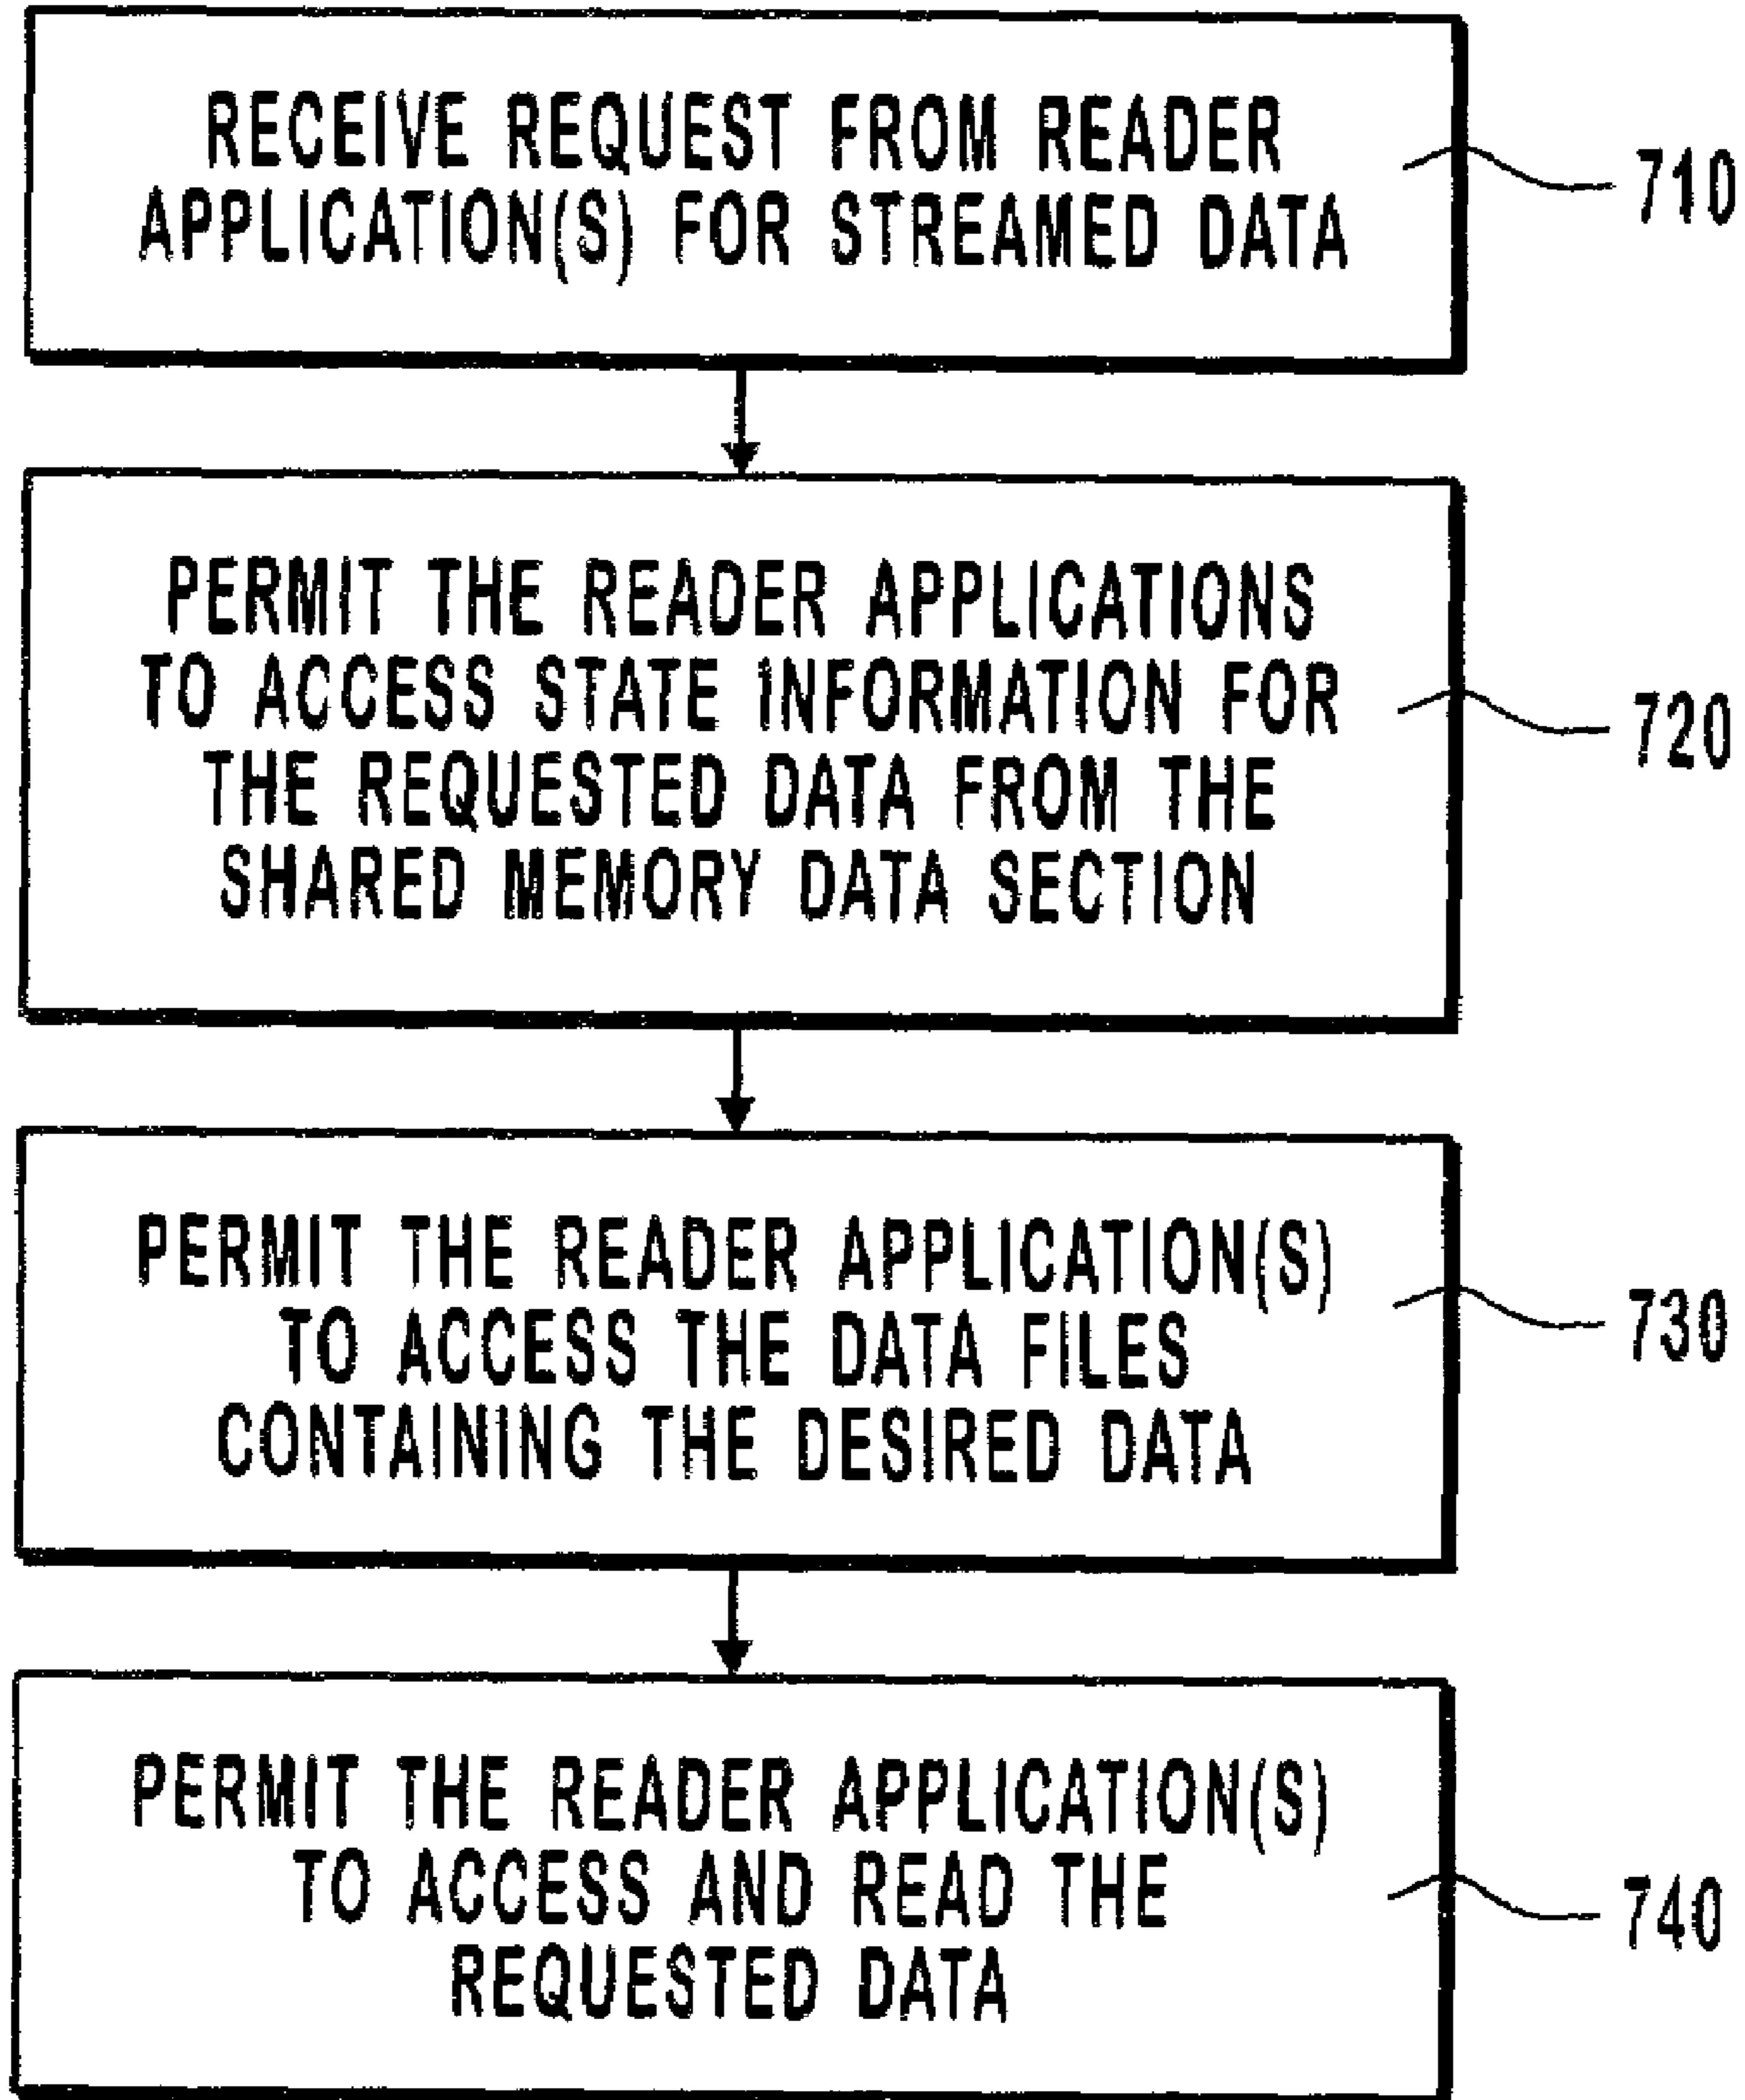 RECEIVE REQUEST FROM READER
APPLICATION(S) FOR STREAMED DATA
710
PERMIT THE READER APPLICATIONS
TO ACCESS STATE INFORMATION FOR
THE REQUESTED DATA FROM THE
SHARED MEMORY DATA SECTION
720
PERMIT THE READER APPLICATION(S)
TO ACCESS THE DATA FILES
CONTAINING THE DESIRED DATA
730
PERMIT THE READER APPLICATION(S)
TO ACCESS AND READ THE
REQUESTED DATA
740